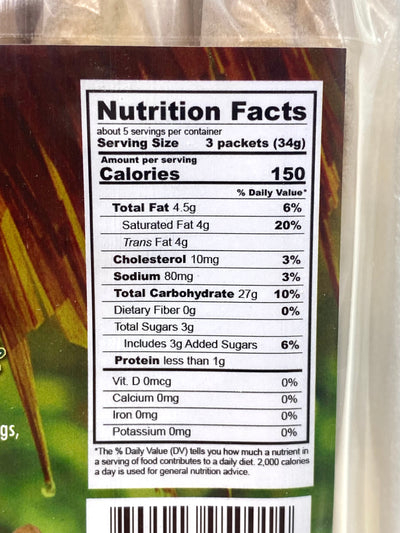 Nutrition Facts
about 5 servings per container
Serving Size 3 packets (34g)
Amount per serving
Calories 150
% Daily Value*
Total Fat 4.5g 6%
Saturated Fat 4g 20%
Trans Fat 4g
Cholesterol 10mg 3%
Sodium 80mg 3%
Total Carbohydrate 27g 10%
Dietary Fiber 0g 0%
Total Sugars 3g
Includes 3g Added Sugars 6%
Protein less than 1g
Vit. D 0mcg 0%
Calcium 0mg 0%
Iron 0mg 0%
Potassium 0mg 0%
*The % Daily Value (DV) tells you how much a nutrient in
a serving of food contributes to a daily diet. 2,000 calories
a day is used for general nutrition advice.